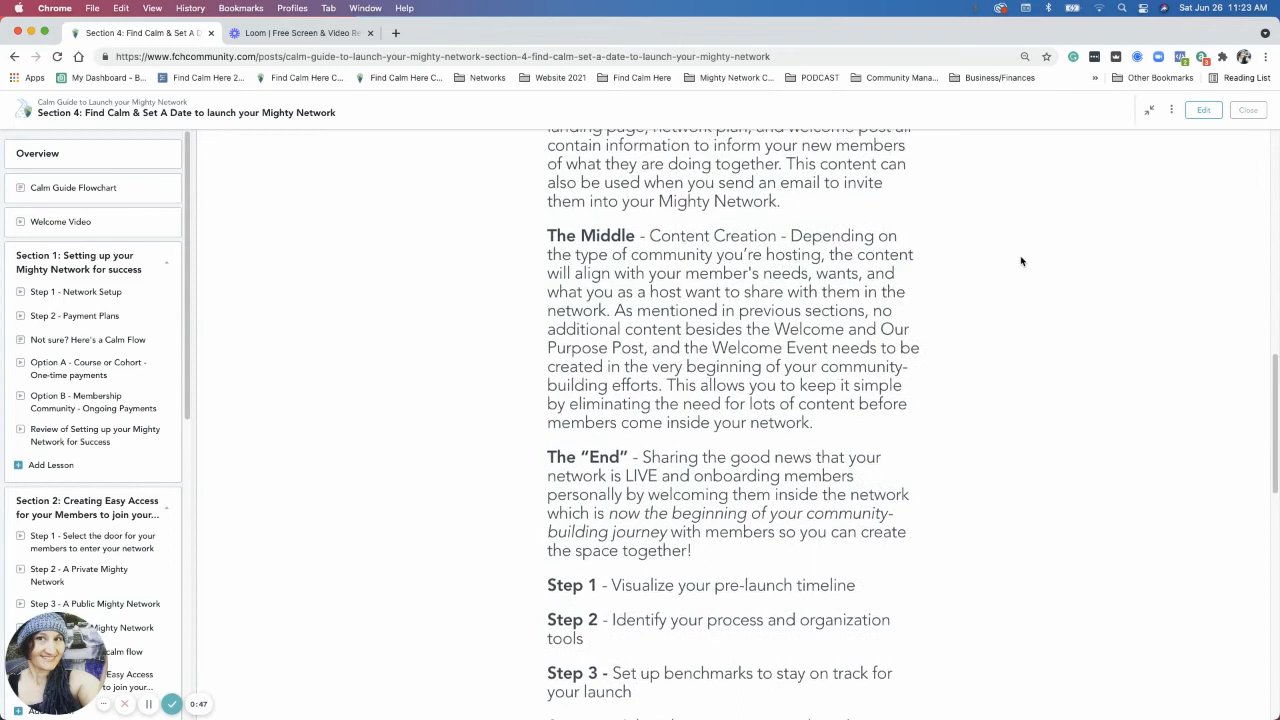 Chrome File Edit View History Bookmarks Profiles Tab Window Help Sat Jun 26 11:23 AM
Section 4: Find Calm & Set A D × Loom | Free Screen & Video Re × +
https://www.fchcommunity.com/posts/calm-guide-to-launch-your-mighty-network-section-4-find-calm-set-a-date-to-launch-your-mighty-network
Apps My Dashboard - B... Find Calm Here 2... Find Calm Here C... Find Calm Here C... Networks Website 2021 Find Calm Here Mighty Network C... PODCAST Community Mana... Business/Finances » Other Bookmarks Reading List
Calm Guide to Launch your Mighty Network
Section 4: Find Calm & Set A Date to launch your Mighty Network
Edit Close
Overview
Calm Guide Flowchart
Welcome Video
Section 1: Setting up your
Mighty Network for success
Step 1 - Network Setup
Step 2 - Payment Plans
Not sure? Here's a Calm Flow
Option A - Course or Cohort -
One-time payments
Option B - Membership
Community - Ongoing Payments
Review of Setting up your Mighty
Network for Success
Add Lesson
Section 2: Creating Easy Access
for your Members to join your...
Step 1 - Select the door for your
members to enter your network
Step 2 - A Private Mighty
Network
Step 3 - A Public Mighty Network
Mighty Network
calm flow
Easy Access
to join your...
0:47
landing page, network plan, and welcome post all
contain information to inform your new members
of what they are doing together. This content can
also be used when you send an email to invite
them into your Mighty Network.
The Middle - Content Creation - Depending on
the type of community you’re hosting, the content
will align with your member's needs, wants, and
what you as a host want to share with them in the
network. As mentioned in previous sections, no
additional content besides the Welcome and Our
Purpose Post, and the Welcome Event needs to be
created in the very beginning of your community-
building efforts. This allows you to keep it simple
by eliminating the need for lots of content before
members come inside your network.
The “End” - Sharing the good news that your
network is LIVE and onboarding members
personally by welcoming them inside the network
which is now the beginning of your community-
building journey with members so you can create
the space together!
Step 1 - Visualize your pre-launch timeline
Step 2 - Identify your process and organization
tools
Step 3 - Set up benchmarks to stay on track for
your launch